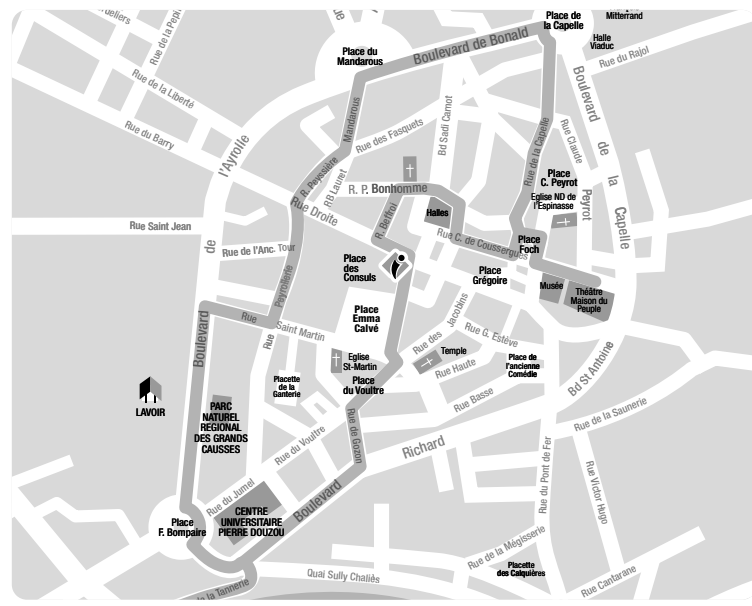 Place de
la Capelle
Mitterrand
Halle
Viaduc
Rue du Rajol
Boulevard de Bonald
Place du
Mandarous
Rue de la Liberté
Rue du Barry
l'Ayrolle
de
Boulevard
Mandarous
R. Peyssière
Rue des Fasquets
Bd Sadi Carnot
RB Lauret
R. P. Bonhomme
Rue Droite
R. Beffroi
Halles
Rue C. de Coussergues
Rue de la Capelle
Rue Claude
Peyrot
Boulevard de la Capelle
Place
C. Peyrot
Eglise ND de
l'Espinasse
Place
Foch
Rue Saint Jean
Rue de l'Anc. Tour
Place
des
Consuls
Place
Grégoire
Musée
Théâtre
Maison du
Peuple
Rue
Peyrollerie
Place
Emma
Calvé
Rue Saint Martin
Rue des Jacobins
Rue G. Estève
Eglise
St-Martin
Temple
Rue Haute
Place de
l'ancienne
Comédie
Bd St Antoine
Place
du Voultre
Placette
de la
Ganterie
LAVOIR
PARC
NATUREL
REGIONAL
DES GRANDS
CAUSSES
Rue Basse
Rue de la Saunerie
Rue de Gozon
Rue du Voultre
Boulevard Richard
Rue du Jumel
CENTRE
UNIVERSITAIRE
PIERRE DOUZOU
Place
F. Bompaire
Rue du Pont de Fer
Rue Victor Hugo
Rue de la Mégisserie
Placette
des Calquières
Rue Cantarane
Quai Sully Chaliès
de la Tannerie